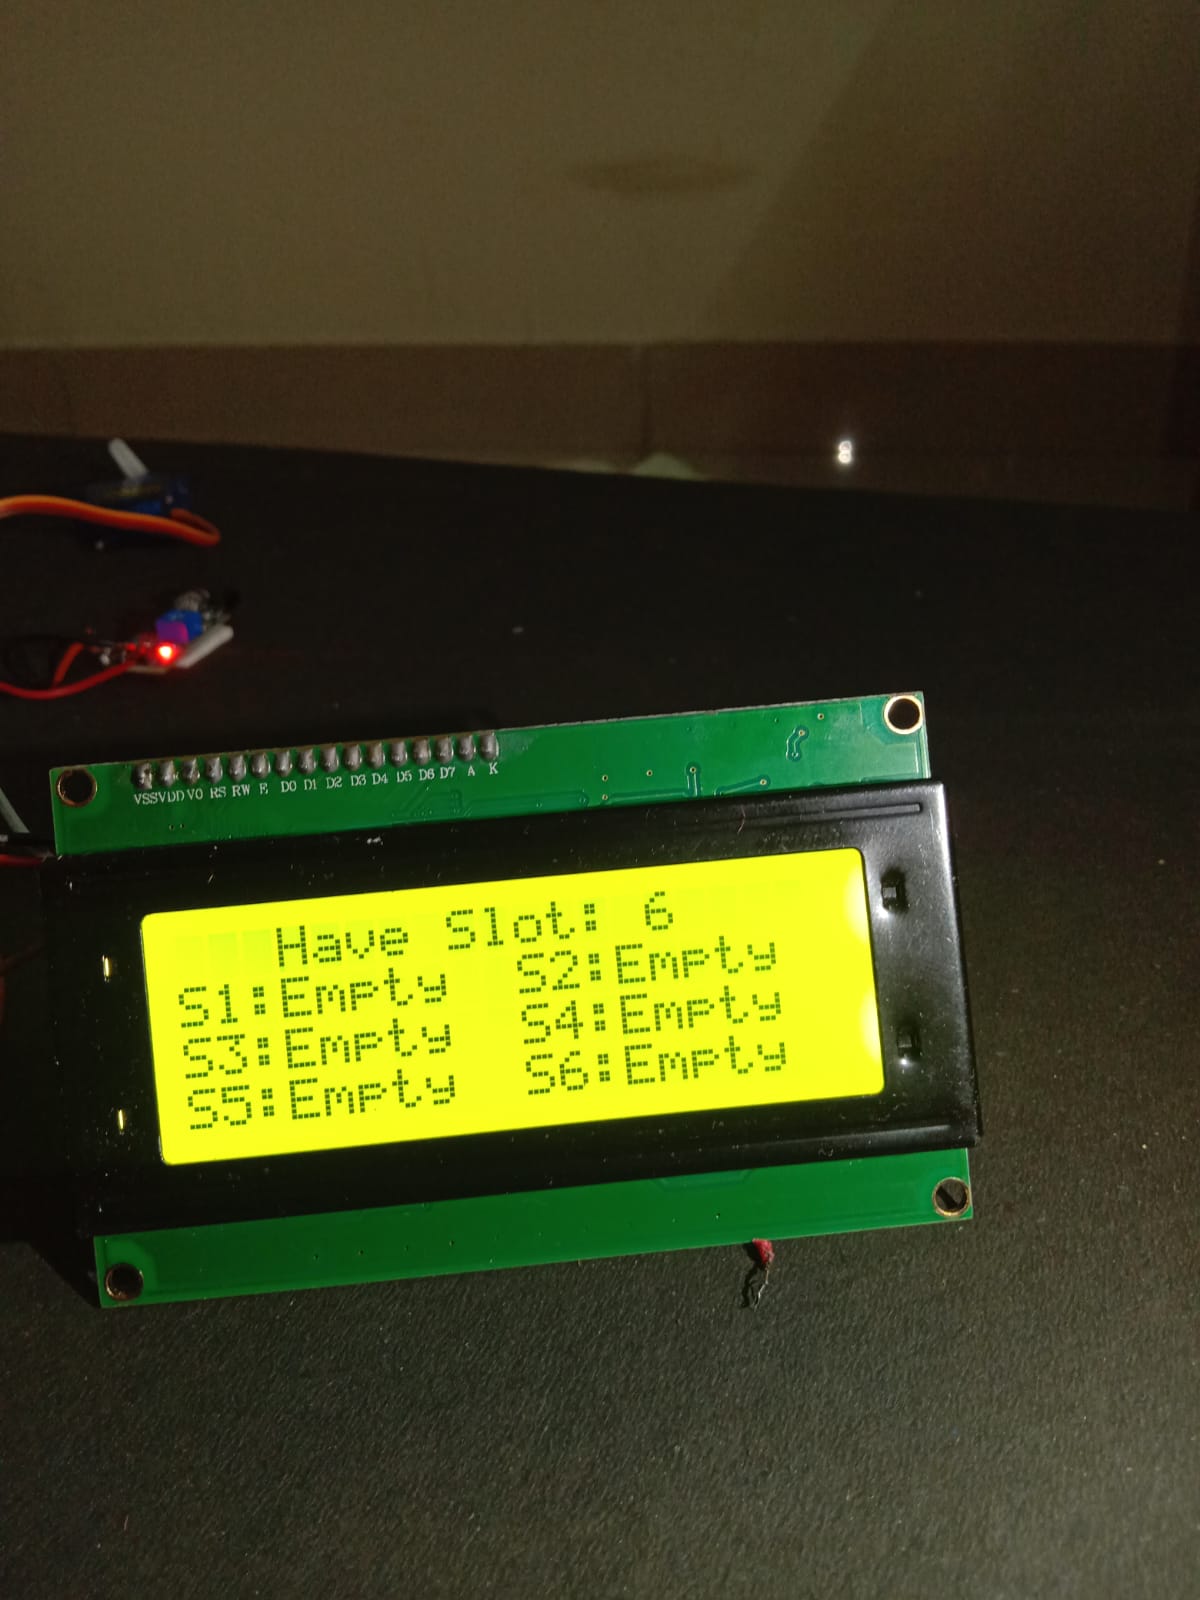 VSS VDD VO RS RW E D0 D1 D2 D3 D4 D5 D6 D7 A K
Have Slot: 6
S1:Empty S2:Empty
S3:Empty S4:Empty
S5:Empty S6:Empty